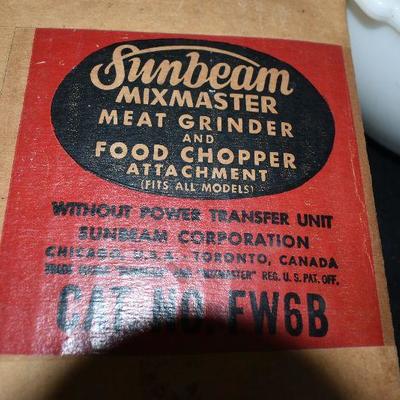 Sunbeam
MIXMASTER
MEAT GRINDER
AND
FOOD CHOPPER
ATTACHMENT
(FITS ALL MODELS)
WITHOUT POWER TRANSFER UNIT
SUNBEAM CORPORATION
CHICAGO, U.S.A. - TORONTO, CANADA
TRADE MARKS "SUNBEAM" AND "MIXMASTER" REG. U.S. PAT. OFF.
CAT. NO. FW6B